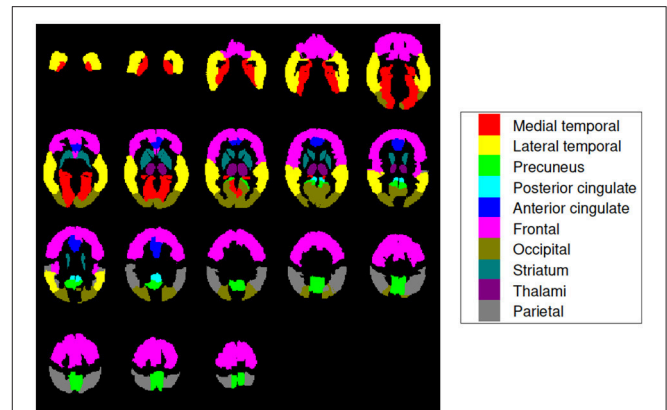 Medial temporal
Lateral temporal
Precuneus
Posterior cingulate
Anterior cingulate
Frontal
Occipital
Striatum
Thalami
Parietal